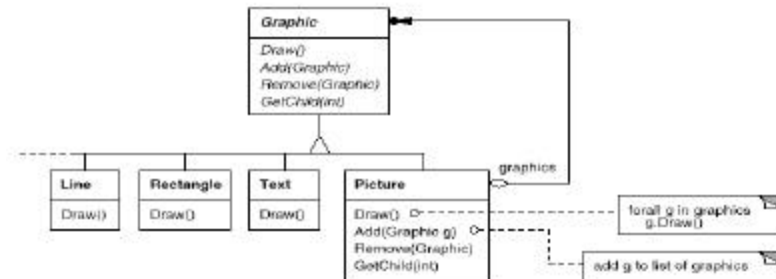 Graphic
Draw()
Add(Graphic)
Remove(Graphic)
GetChild(int)
graphics
Line
Draw()
Rectangle
Draw()
Text
Draw()
Picture
Draw()
Add(Graphic g)
Remove(Graphic)
GetChild(int)
forall g in graphics
g.Draw()
add g to list of graphics